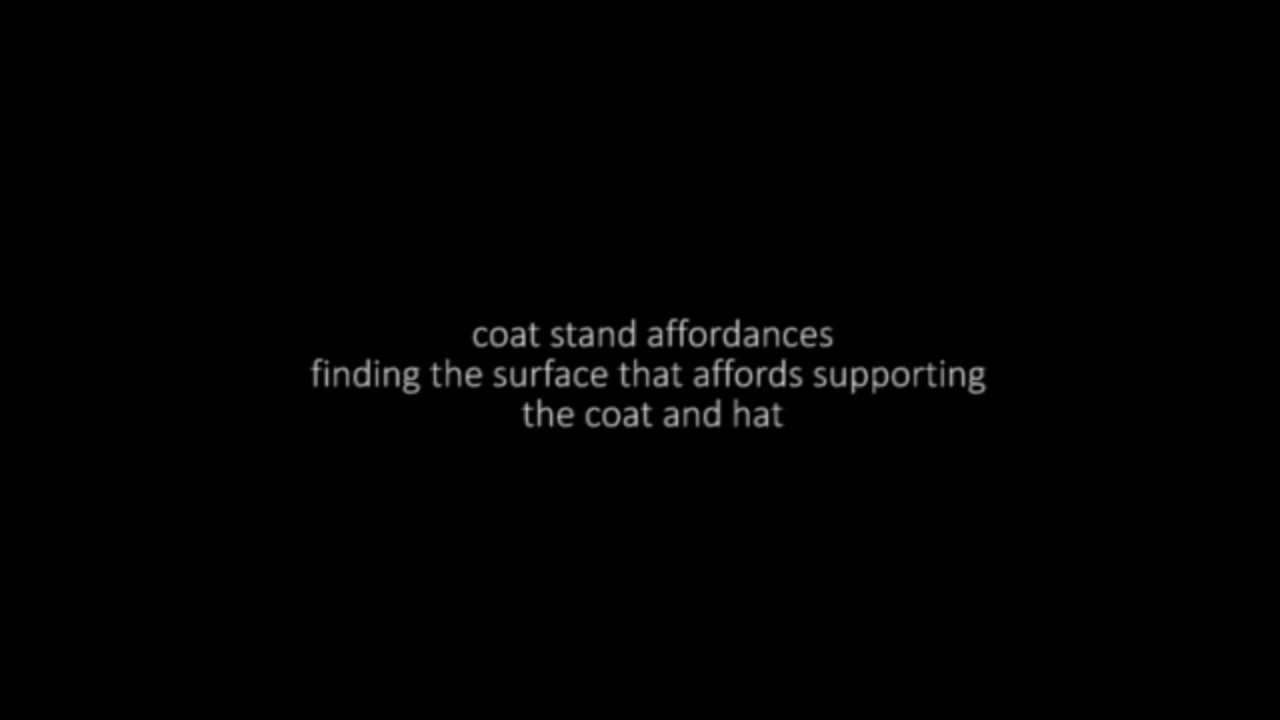 coat stand affordances
finding the surface that affords supporting
the coat and hat